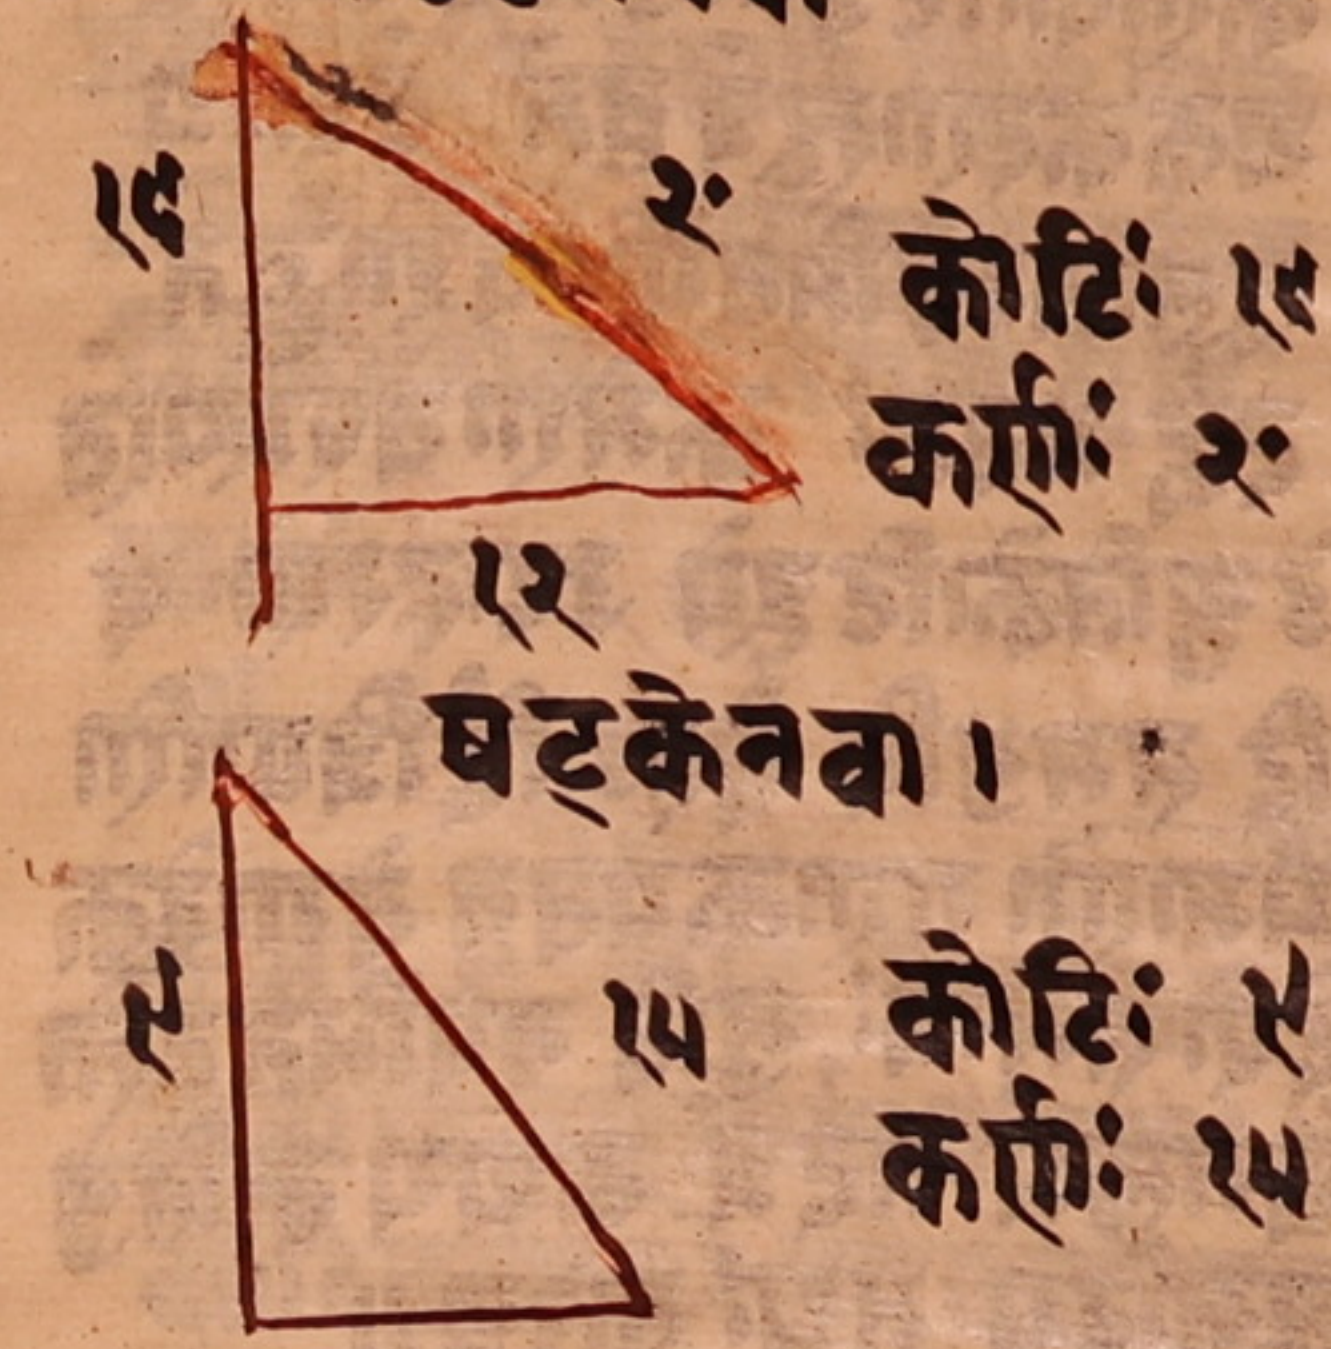 १६
२०
कोटिः १६
कर्णः २०
१२
षट्केनवा ।
९
१५
कोटिः ९
कर्णः १५